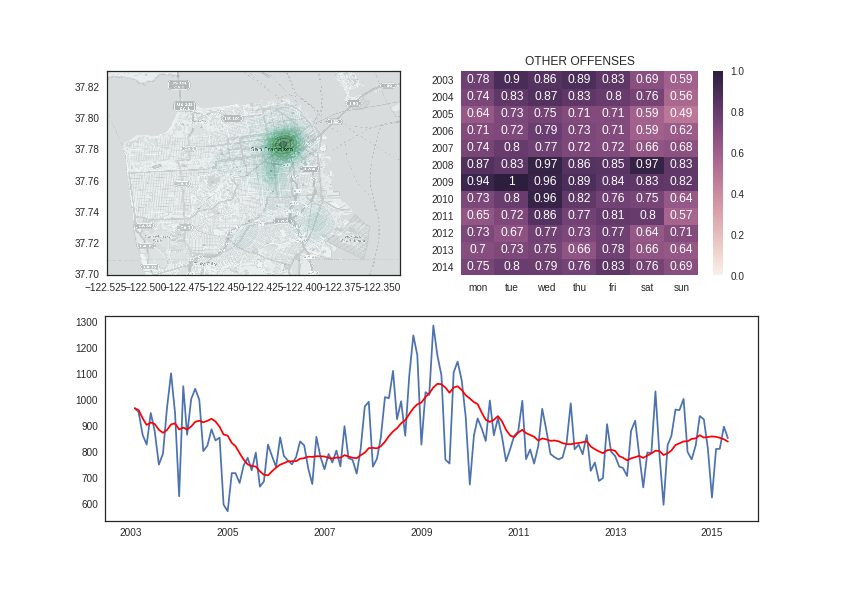 OTHER OFFENSES
37.82
37.80
37.78
37.76
37.74
37.72
37.70
−122.525−122.500−122.475−122.450−122.425−122.400−122.375−122.350
2003 0.78 0.9 0.86 0.89 0.83 0.69 0.59
2004 0.74 0.83 0.87 0.83 0.8 0.76 0.56
2005 0.64 0.73 0.75 0.71 0.71 0.59 0.49
2006 0.71 0.72 0.79 0.73 0.71 0.59 0.62
2007 0.74 0.8 0.77 0.72 0.72 0.66 0.68
2008 0.87 0.83 0.97 0.86 0.85 0.97 0.83
2009 0.94 1 0.96 0.89 0.84 0.83 0.82
2010 0.73 0.8 0.96 0.82 0.76 0.75 0.64
2011 0.65 0.72 0.86 0.77 0.81 0.8 0.57
2012 0.73 0.67 0.77 0.73 0.77 0.64 0.71
2013 0.7 0.73 0.75 0.66 0.78 0.66 0.64
2014 0.75 0.8 0.79 0.76 0.83 0.76 0.69
mon tue wed thu fri sat sun
1.0
0.8
0.6
0.4
0.2
0.0
1300
1200
1100
1000
900
800
700
600
2003 2005 2007 2009 2011 2013 2015